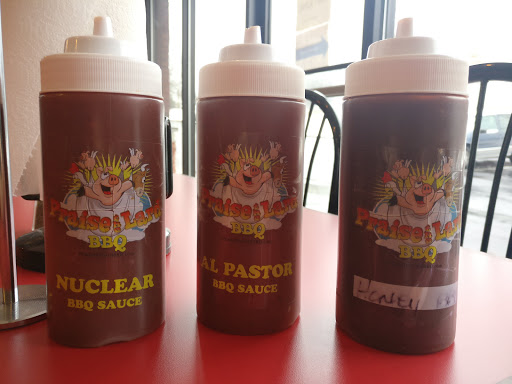 Praise the Lard
BBQ
NUCLEAR
BBQ SAUCE
Praise the Lard
BBQ
AL PASTOR
BBQ SAUCE
Praise the Lard
BBQ
Honey